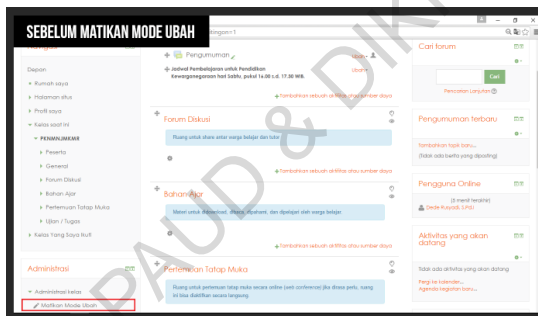 SEBELUM MATIKAN MODE UBAH
Navigasi
Depan
Rumah saya
Halaman situs
Profil saya
Kelas saat ini
PENMNJMKMR
Peserta
General
Forum Diskusi
Bahan Ajar
Pertemuan Tatap Muka
Ujian / Tugas
Kelas Yang Saya Ikuti
Administrasi
Administrasi kelas
Matikan Mode Ubah
Pengumuman
Ubah
Jadwal Pembelajaran untuk Pendidikan
Kewarganegaraan hari Sabtu, pukul 16.00 s.d. 17.30 WIB.
Ubah
Tambahkan sebuah aktifitas atau sumber daya
Forum Diskusi
Ruang untuk share antar warga belajar dan tutor
Tambahkan sebuah aktifitas atau sumber daya
Bahan Ajar
Materi untuk didownload, dibaca, dipahami, dan dipelajari oleh warga belajar.
Tambahkan sebuah aktifitas atau sumber daya
Pertemuan Tatap Muka
Ruang untuk pertemuan tatap muka secara online (web conference) jika dirasa perlu, ruang
ini bisa diaktifkan secara langsung.
Cari forum
Cari
Pencarian Lanjutan
Pengumuman terbaru
Tambahkan topik baru...
(Tidak ada berita yang diposting)
Pengguna Online
(5 menit terakhir)
Aktivitas yang akan
datang
Tidak ada aktivitas yang akan datang
Pergi ke kalender...
Agenda kegiatan baru...
PAUD & DIK